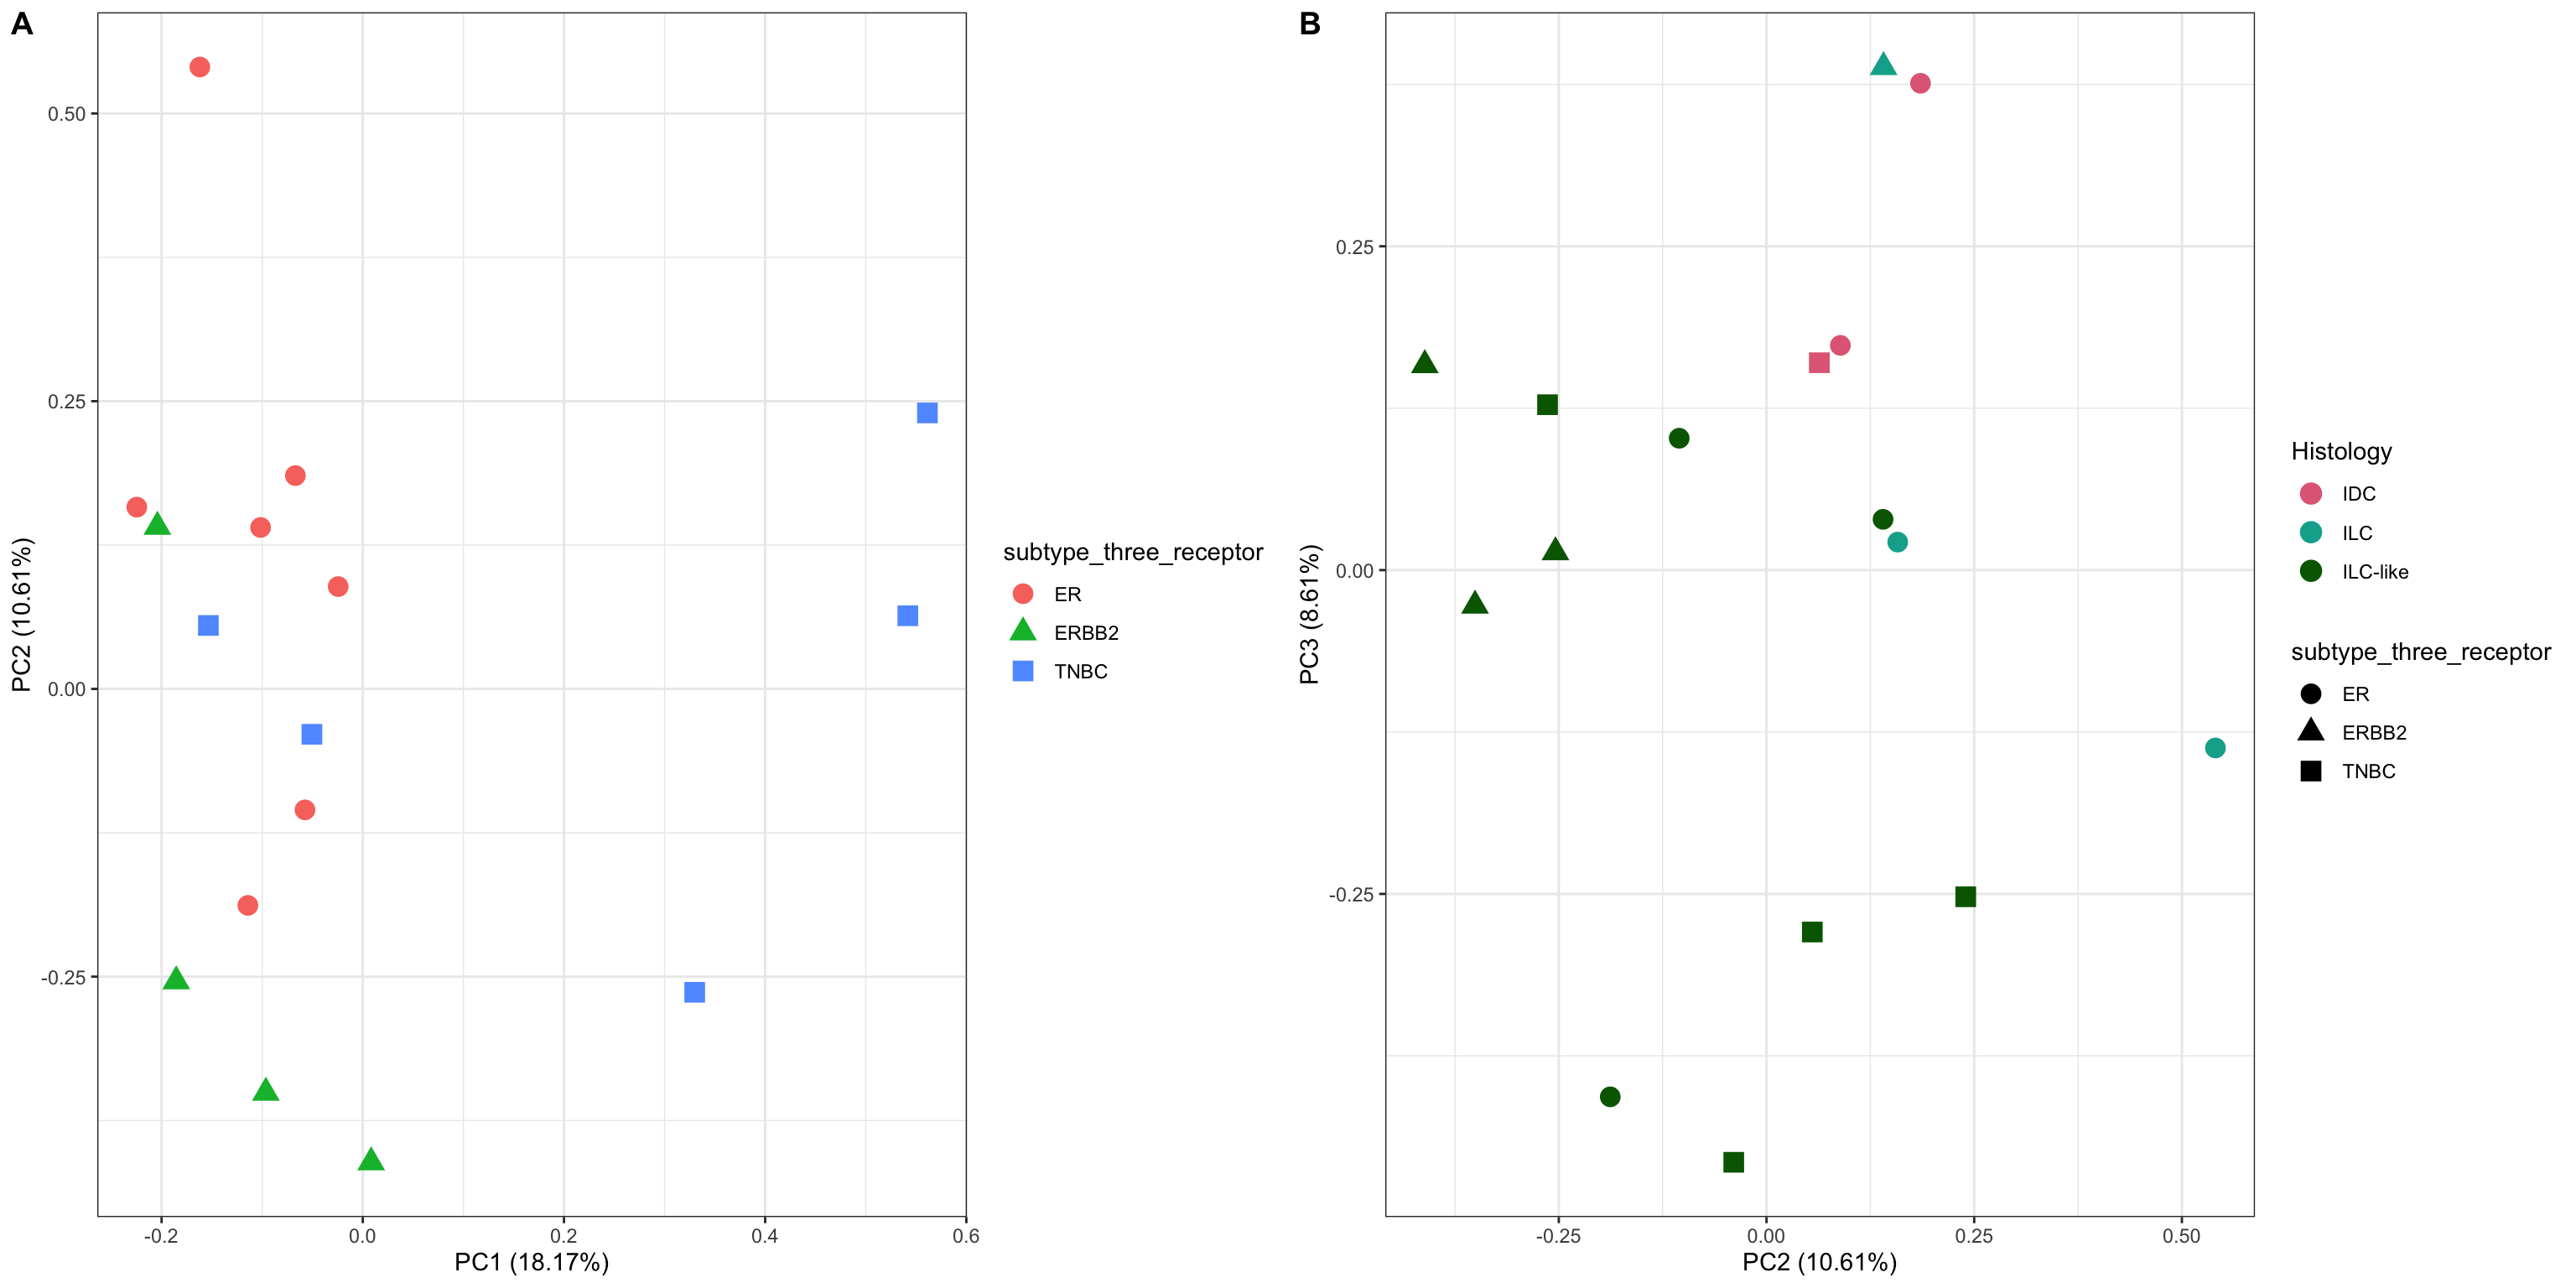 A
PC2 (10.61%)
0.50
0.25
0.00
-0.25
-0.2
0.0
0.2
0.4
0.6
PC1 (18.17%)
subtype_three_receptor
ER
ERBB2
TNBC
B
PC3 (8.61%)
0.25
0.00
-0.25
-0.25
0.00
0.25
0.50
PC2 (10.61%)
Histology
IDC
ILC
ILC-like
subtype_three_receptor
ER
ERBB2
TNBC